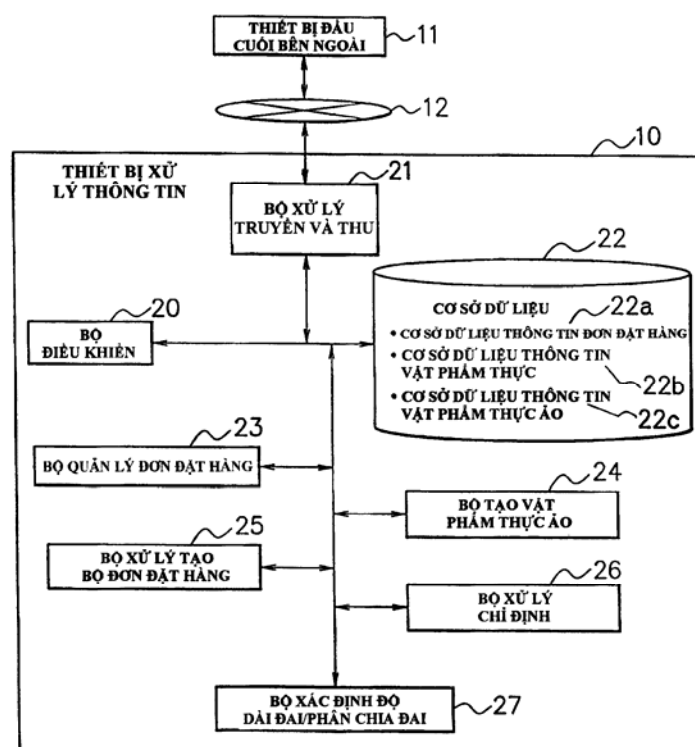 THIẾT BỊ ĐẦU
CUỐI BÊN NGOÀI
11
12
10
THIẾT BỊ XỬ
LÝ THÔNG TIN
21
BỘ XỬ LÝ
TRUYỀN VÀ THU
22
CƠ SỞ DỮ LIỆU
22a
• CƠ SỞ DỮ LIỆU THÔNG TIN ĐƠN ĐẶT HÀNG
• CƠ SỞ DỮ LIỆU THÔNG TIN
VẬT PHẨM THỰC
22b
• CƠ SỞ DỮ LIỆU THÔNG TIN
VẬT PHẨM THỰC ẢO
22c
20
BỘ
ĐIỀU KHIỂN
23
BỘ QUẢN LÝ ĐƠN ĐẶT HÀNG
24
BỘ TẠO VẬT
PHẨM THỰC ẢO
25
BỘ XỬ LÝ TẠO
BỘ ĐƠN ĐẶT HÀNG
26
BỘ XỬ LÝ
CHỈ ĐỊNH
BỘ XÁC ĐỊNH ĐỘ
DÀI ĐAI/PHÂN CHIA ĐAI
27